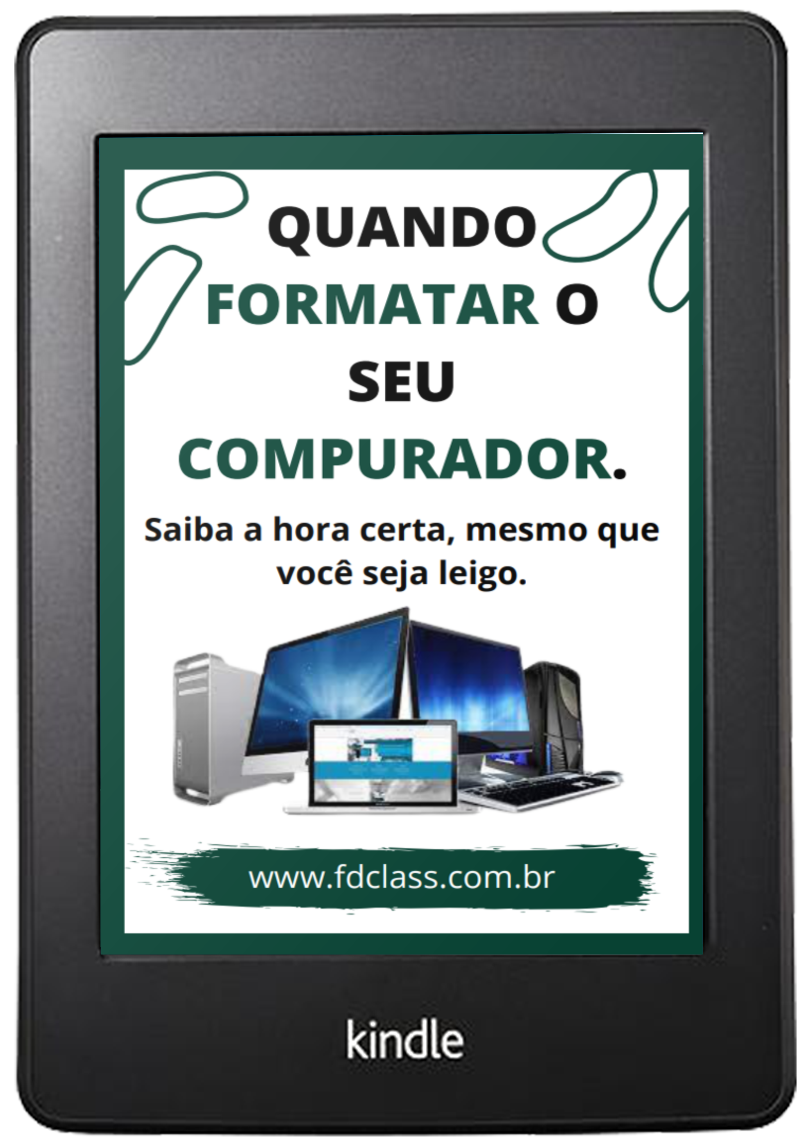 QUANDO
FORMATAR O
SEU
COMPURADOR.
Saiba a hora certa, mesmo que
você seja leigo.
www.fdclass.com.br
kindle